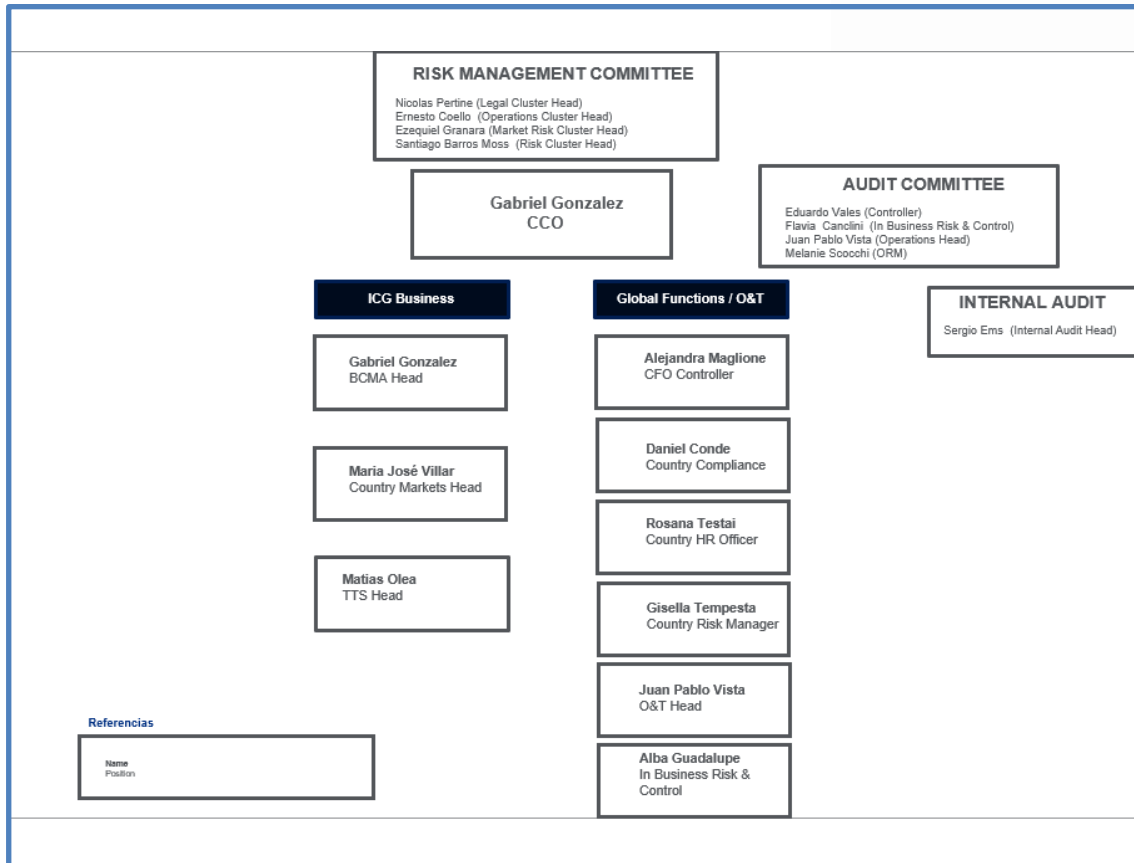 RISK MANAGEMENT COMMITTEE
Nicolas Pertine (Legal Cluster Head)
Ernesto Coello (Operations Cluster Head)
Ezequiel Granara (Market Risk Cluster Head)
Santiago Barros Moss (Risk Cluster Head)
Gabriel Gonzalez
CCO
AUDIT COMMITTEE
Eduardo Vales (Controller)
Flavia Canclini (In Business Risk & Control)
Juan Pablo Vista (Operations Head)
Melanie Scocchi (ORM)
INTERNAL AUDIT
Sergio Ems (Internal Audit Head)
ICG Business
Gabriel Gonzalez
BCMA Head
Maria José Villar
Country Markets Head
Matias Olea
TTS Head
Global Functions / O&T
Alejandra Maglione
CFO Controller
Daniel Conde
Country Compliance
Rosana Testai
Country HR Officer
Gisella Tempesta
Country Risk Manager
Juan Pablo Vista
O&T Head
Alba Guadalupe
In Business Risk &
Control
Referencias
Name
Position